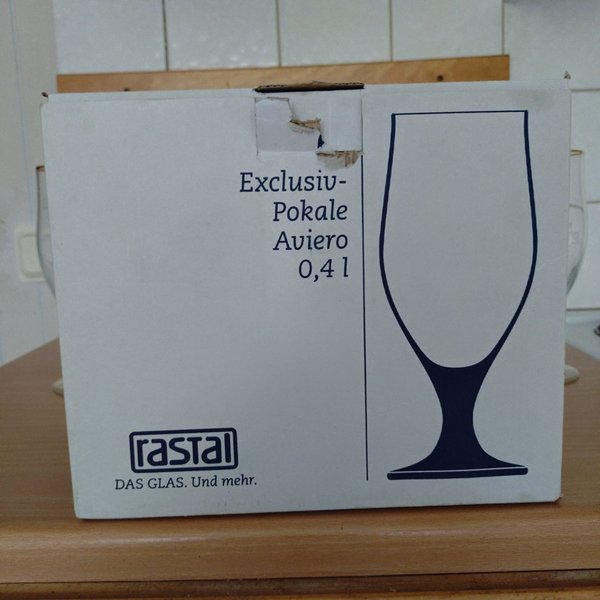 Exclusiv-
Pokale
Aviero
0,4 l
rastal
DAS GLAS. Und mehr.